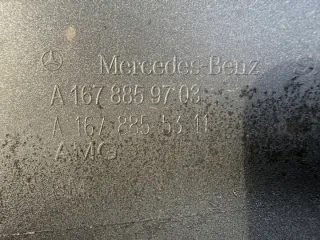 Mercedes-Benz
A 167 885 97 03
A 167 885 53 11
AMG